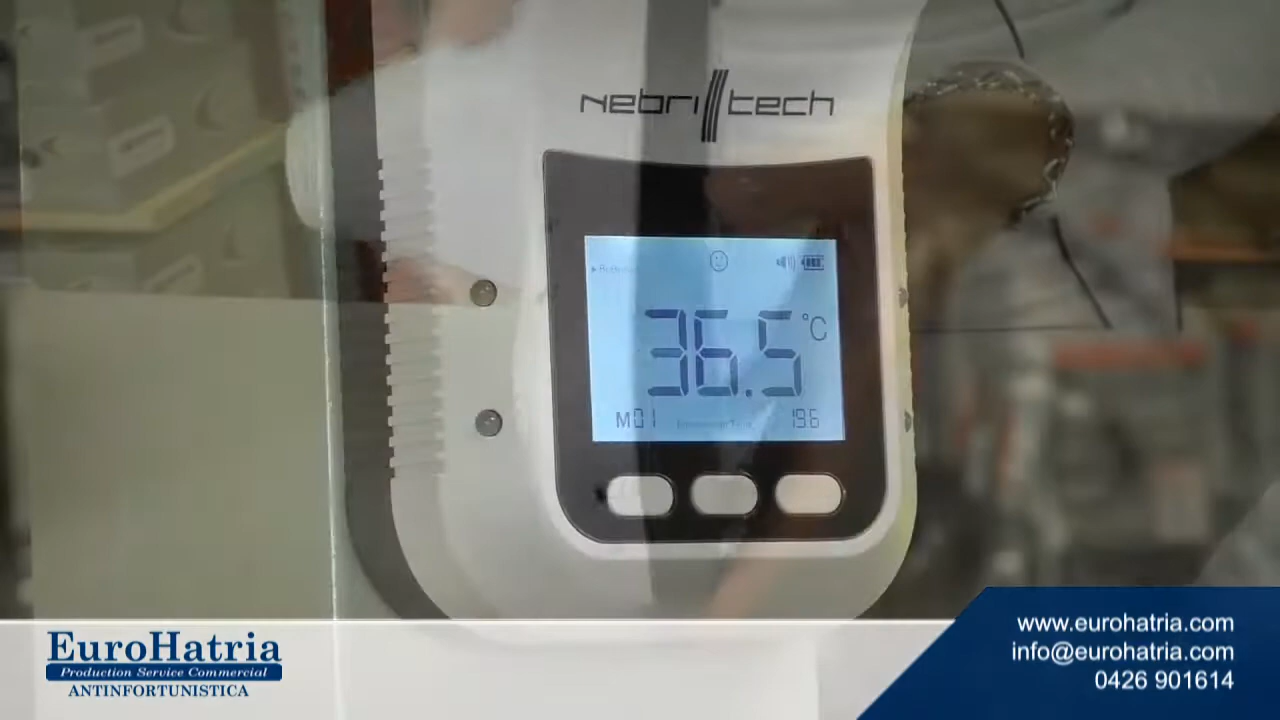 Nebri tech
°C
36.5
M01
19.6
EuroHatria
Production Service Commercial
ANTINFORTUNISTICA
www.eurohatria.com
info@eurohatria.com
0426 901614